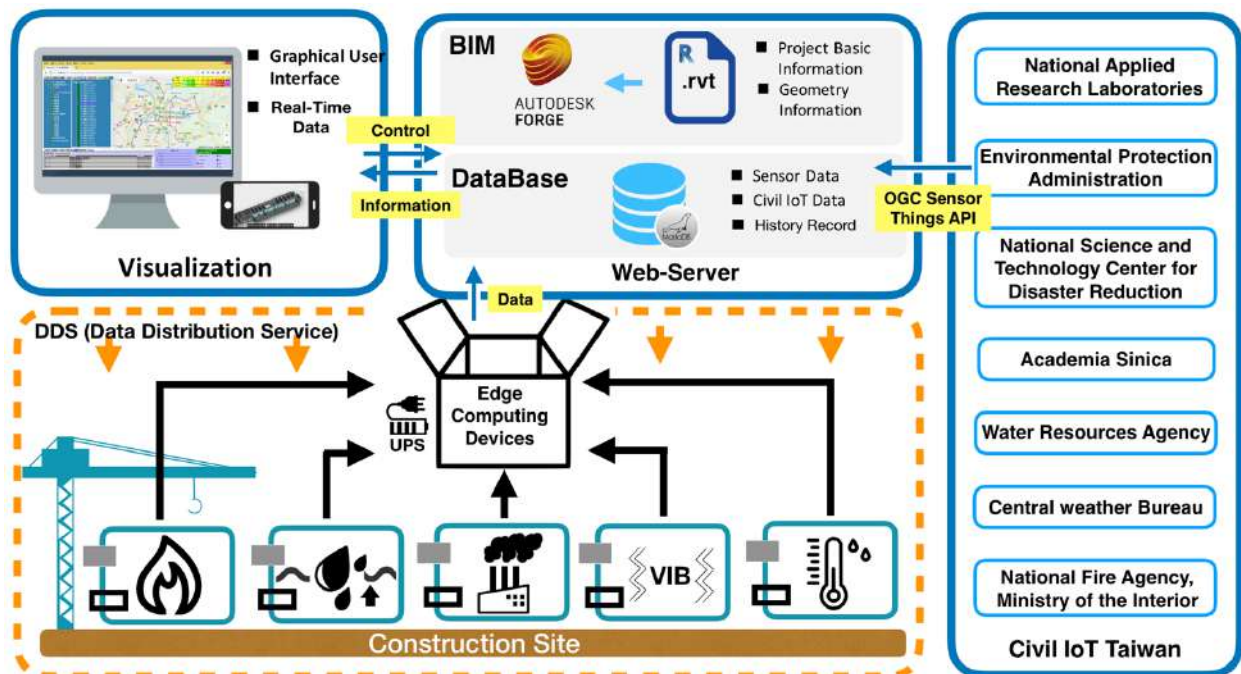 Graphical User
Interface
Real-Time
Data
Visualization
Control
Information
BIM
AUTODESK
FORGE
R
.rvt
Project Basic
Information
Geometry
Information
DataBase
MariaDB
Sensor Data
Civil IoT Data
History Record
Web-Server
OGC Sensor
Things API
National Applied
Research Laboratories
Environmental Protection
Administration
National Science and
Technology Center for
Disaster Reduction
Academia Sinica
Water Resources Agency
Central weather Bureau
National Fire Agency,
Ministry of the Interior
Civil IoT Taiwan
Data
DDS (Data Distribution Service)
Edge
Computing
Devices
UPS
VIB
Construction Site